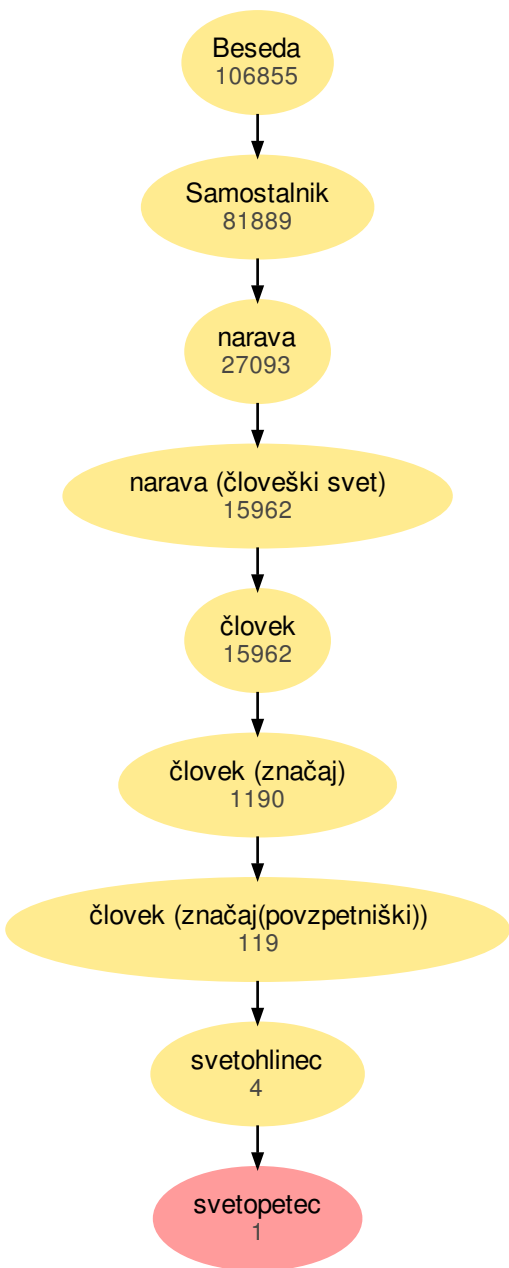 Beseda
106855
Samostalnik
81889
narava
27093
narava (človeški svet)
15962
človek
15962
človek (značaj)
1190
človek (značaj(povzpetniški))
119
svetohlinec
4
svetopetec
1